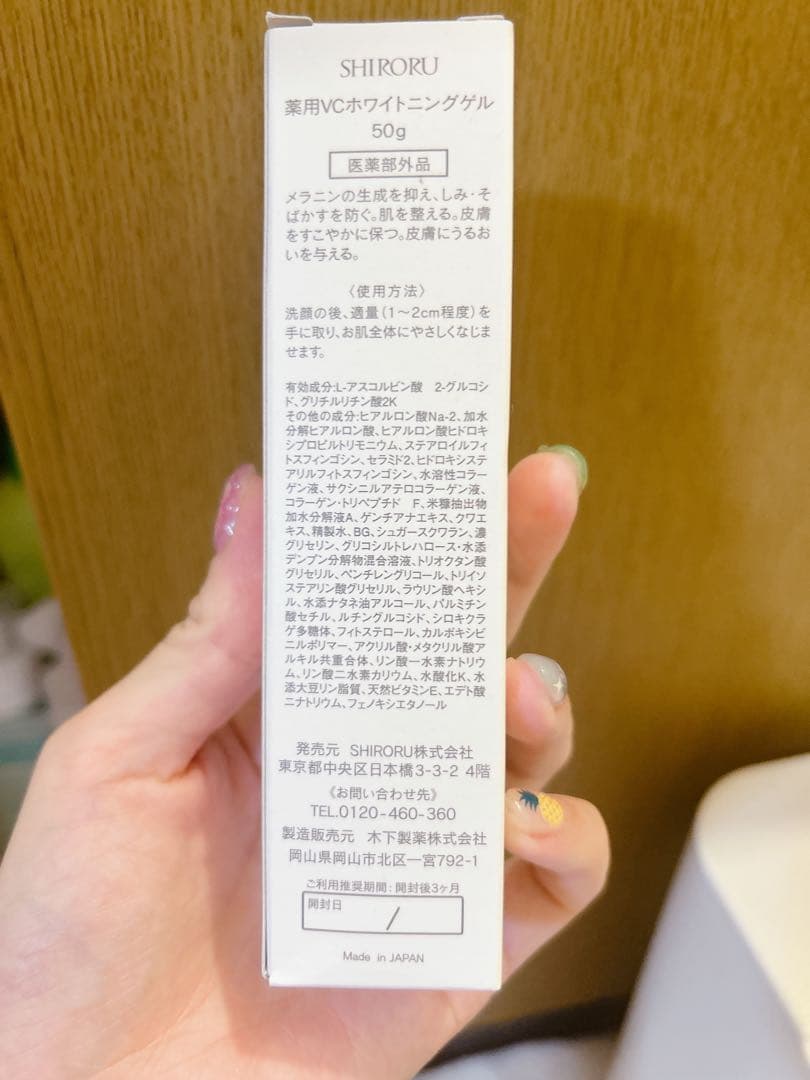 SHIRORU
薬用VCホワイトニングゲル
50g
医薬部外品
メラニンの生成を抑え、しみ・そ
ばかすを防ぐ。肌を整える。皮膚
をすこやかに保つ。皮膚にうるお
いを与える。
〈使用方法〉
洗顔の後、適量(1〜2cm程度)を
手に取り、お肌全体にやさしくなじま
せます。
有効成分:L-アスコルビン酸 2-グルコシ
ド、グリチルリチン酸2K
その他の成分:ヒアルロン酸Na-2、加水
分解ヒアルロン酸、ヒアルロン酸ヒドロキ
シプロピルトリモニウム、ステアロイルフィ
トスフィンゴシン、セラミド2、ヒドロキシステ
アリルフィトスフィンゴシン、水溶性コラー
ゲン液、サクシニルアテロコラーゲン液、
コラーゲン・トリペプチド F、米糠抽出物
加水分解液A、ゲンチアナエキス、クワエ
キス、精製水、BG、シュガースクワラン、濃
グリセリン、グリコシルトレハロース・水添
デンプン分解物混合溶液、トリオクタン酸
グリセリル、ペンチレングリコール、トリイソ
ステアリン酸グリセリル、ラウリン酸ヘキシ
ル、水添ナタネ油アルコール、パルミチン
酸セチル、ルチングルコシド、シロキクラ
ゲ多糖体、フィトステロール、カルボキシビ
ニルポリマー、アクリル酸・メタクリル酸ア
ルキル共重合体、リン酸一水素ナトリウ
ム、リン酸二水素カリウム、水酸化K、水
添大豆リン脂質、天然ビタミンE、エデト酸
二ナトリウム、フェノキシエタノール
発売元 SHIRORU株式会社
東京都中央区日本橋3-3-2 4階
《お問い合わせ先》
TEL.0120-460-360
製造販売元 木下製薬株式会社
岡山県岡山市北区一宮792-1
ご利用推奨期間:開封後3ヶ月
開封日 /
Made in JAPAN